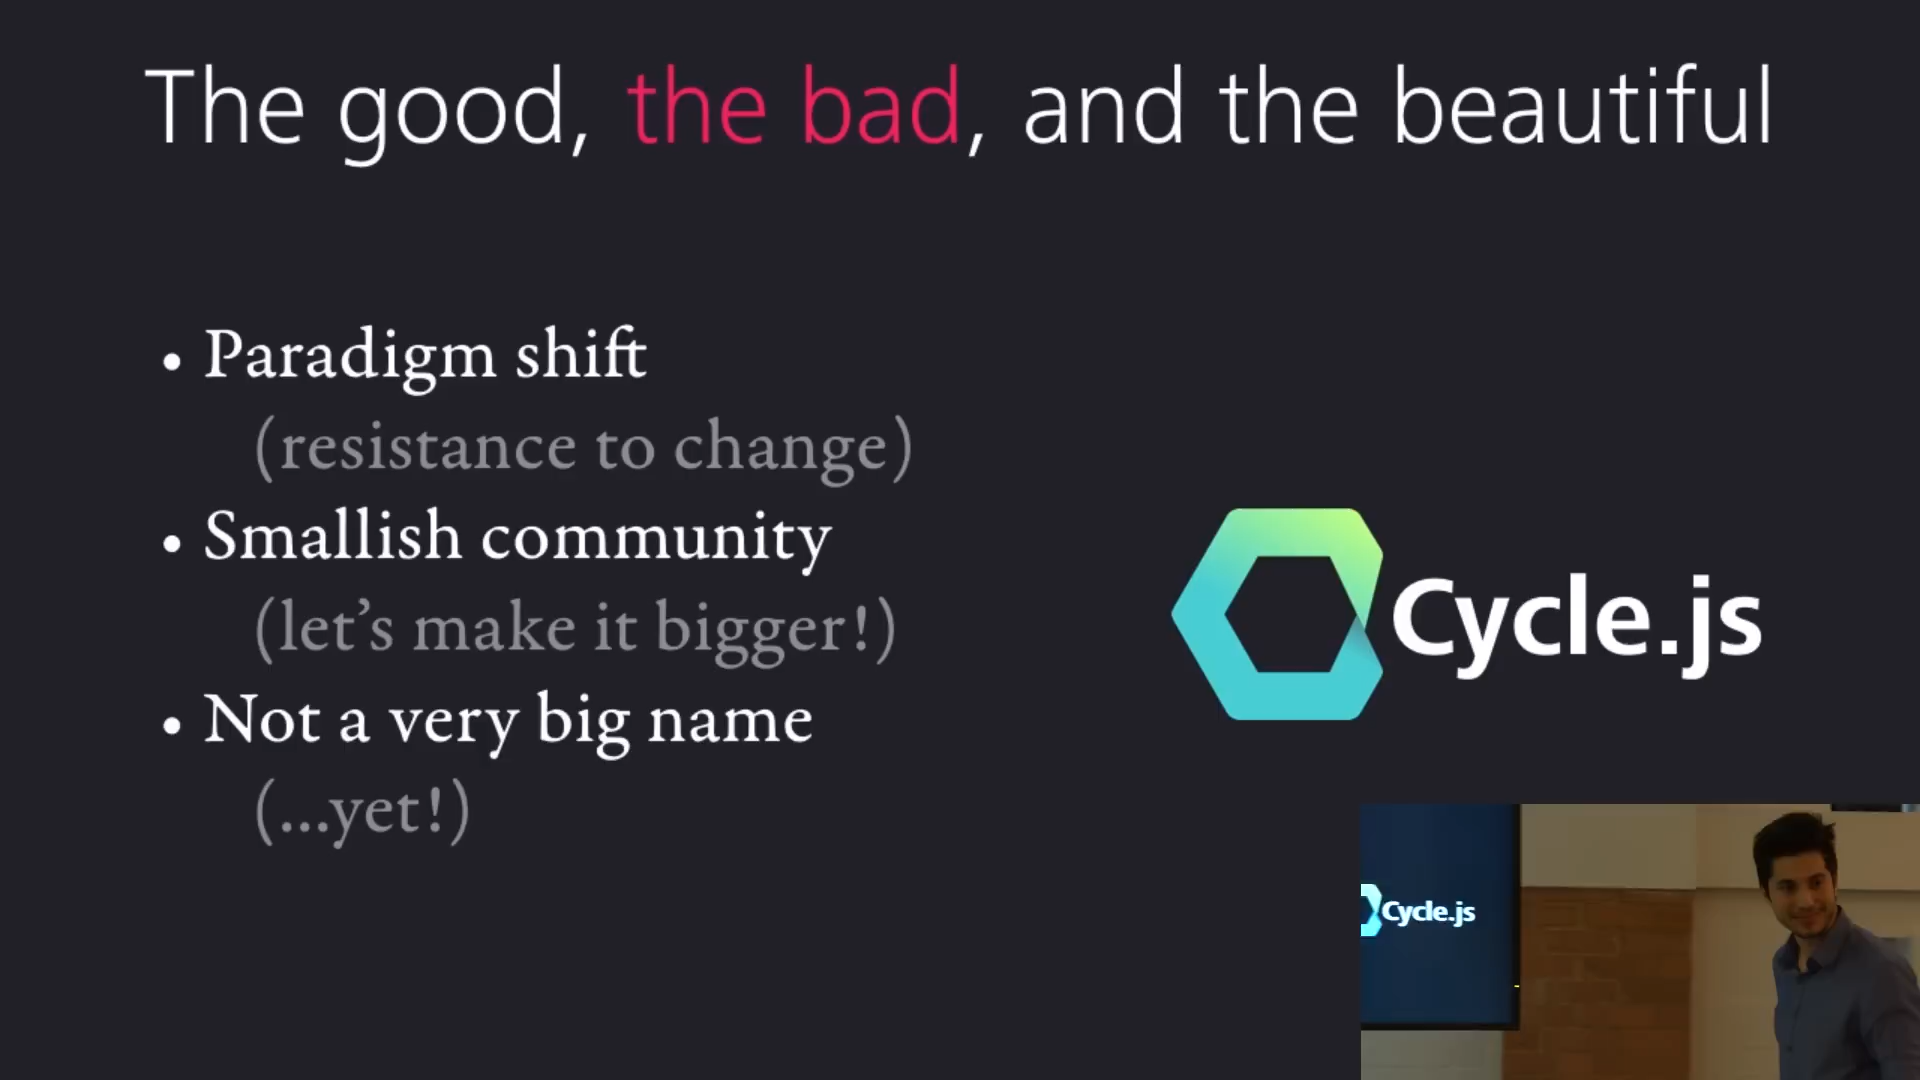 The good, the bad, and the beautiful
• Paradigm shift
(resistance to change)
• Smallish community
(let’s make it bigger!)
• Not a very big name
(...yet!)
Cycle.js
Cycle.js